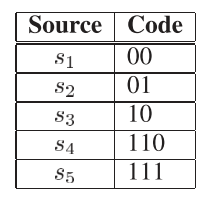 Source Code
s₁ 00
s₂ 01
s₃ 10
s₄ 110
s₅ 111